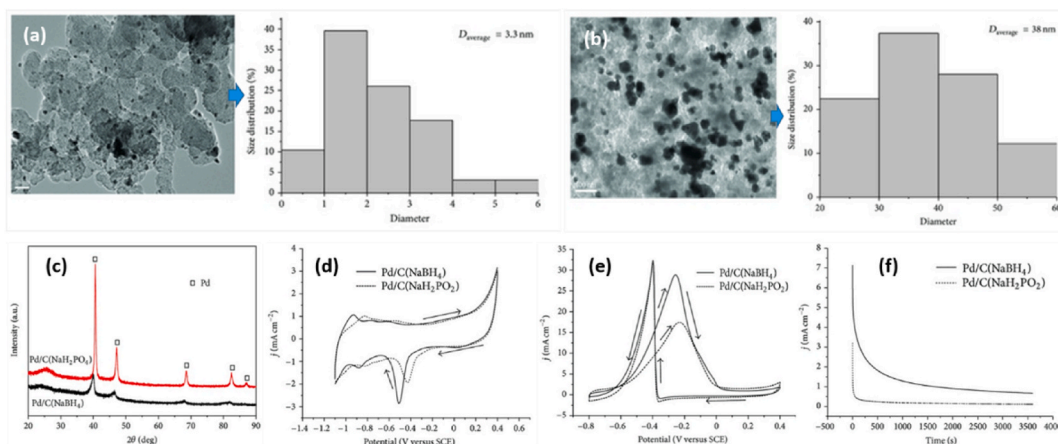 (a)
D average = 3.3 nm
Size distribution (%)
40
35
30
25
20
15
10
5
0
0 1 2 3 4 5 6
Diameter
(b)
D average = 38 nm
Size distribution (%)
40
30
20
10
0
20 30 40 50 60
Diameter
(c)
Pd
Pd/C(NaH2PO4)
Pd/C(NaBH4)
Intensity (a.u.)
20 30 40 50 60 70 80 90
2θ (deg)
(d)
Pd/C(NaBH4)
Pd/C(NaH2PO2)
j (mA cm−2)
4
3
2
1
0
−1
−2
−3
−1.4 −1.2 −1 −0.8 −0.6 −0.4 −0.2 0 0.2 0.4 0.6
Potential (V versus SCE)
(e)
Pd/C(NaBH4)
Pd/C(NaH2PO2)
j (mA cm−2)
35
30
25
20
15
10
5
0
−5
−0.8 −0.6 −0.4 −0.2 0 0.2 0.4
Potential (V versus SCE)
(f)
Pd/C(NaBH4)
Pd/C(NaH2PO2)
j (mA cm−2)
8
7
6
5
4
3
2
1
0
0 500 1000 1500 2000 2500 3000 3500 4000
Time (s)